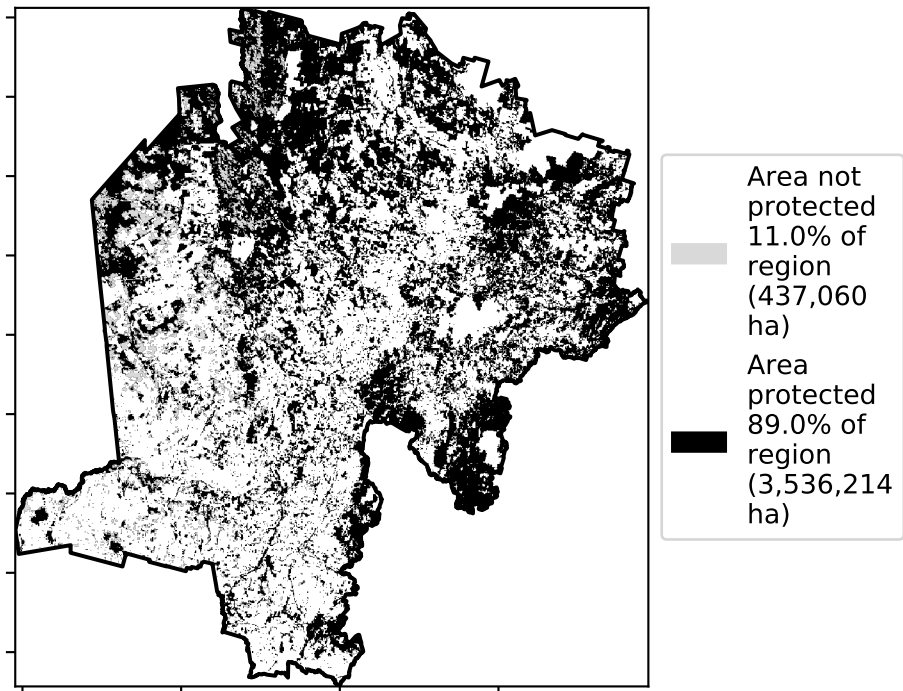 Area not
protected
11.0% of
region
(437,060
ha)
Area
protected
89.0% of
region
(3,536,214
ha)